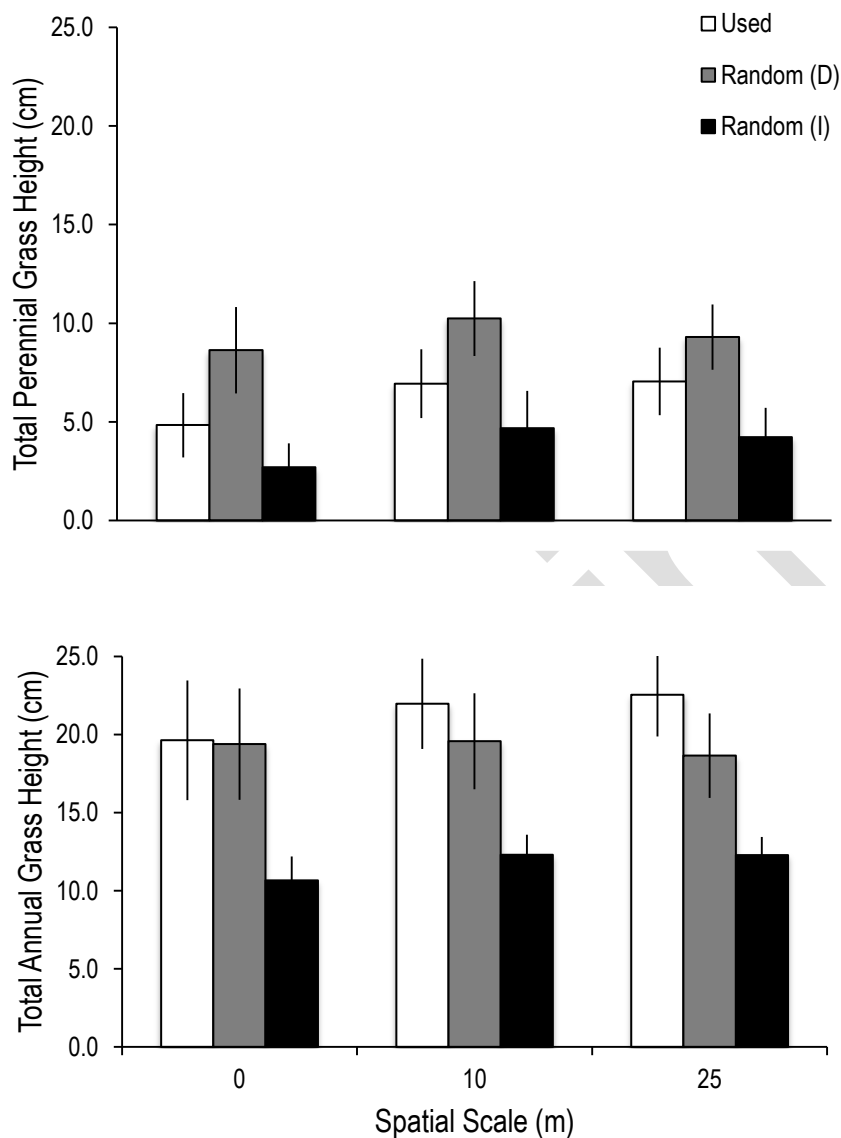 25.0
20.0
15.0
10.0
5.0
0.0
Total Perennial Grass Height (cm)
Used
Random (D)
Random (I)
25.0
20.0
15.0
10.0
5.0
0.0
Total Annual Grass Height (cm)
0 10 25
Spatial Scale (m)